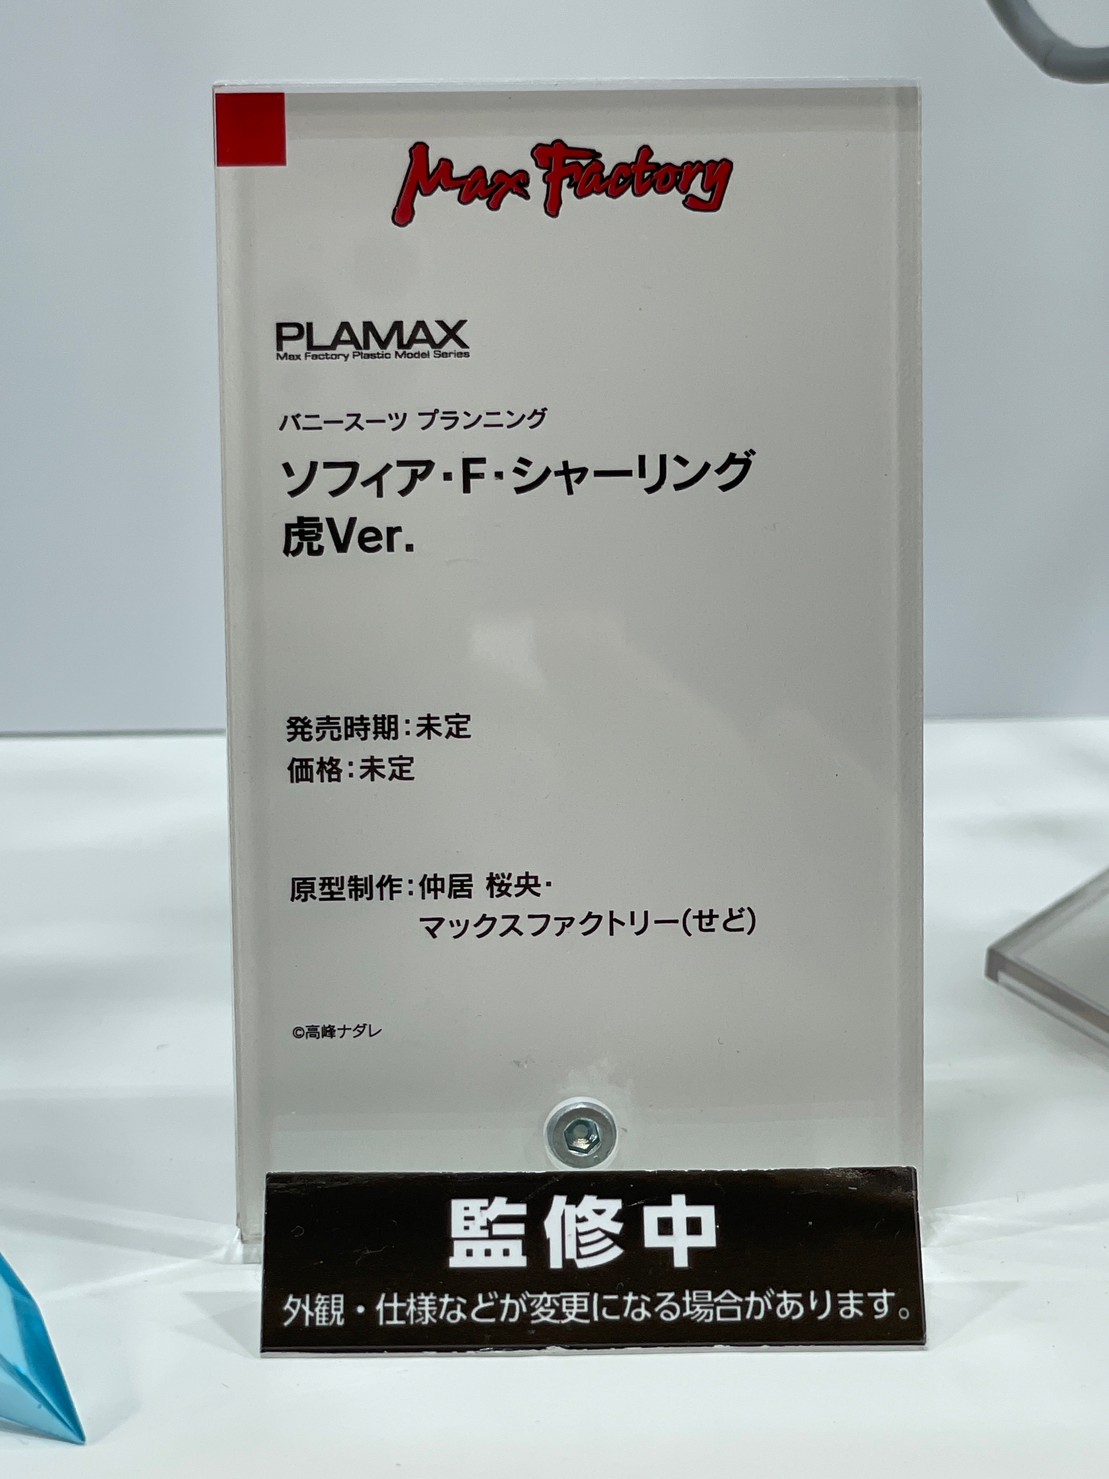 Max Factory
PLAMAX
Max Factory Plastic Model Series
バニースーツ プランニング
ソフィア・F・シャーリング
虎Ver.
発売時期：未定
価格：未定
原型制作：仲居 桜央・
マックスファクトリー(せど)
©高峰ナダレ
監修中
外観・仕様などが変更になる場合があります。